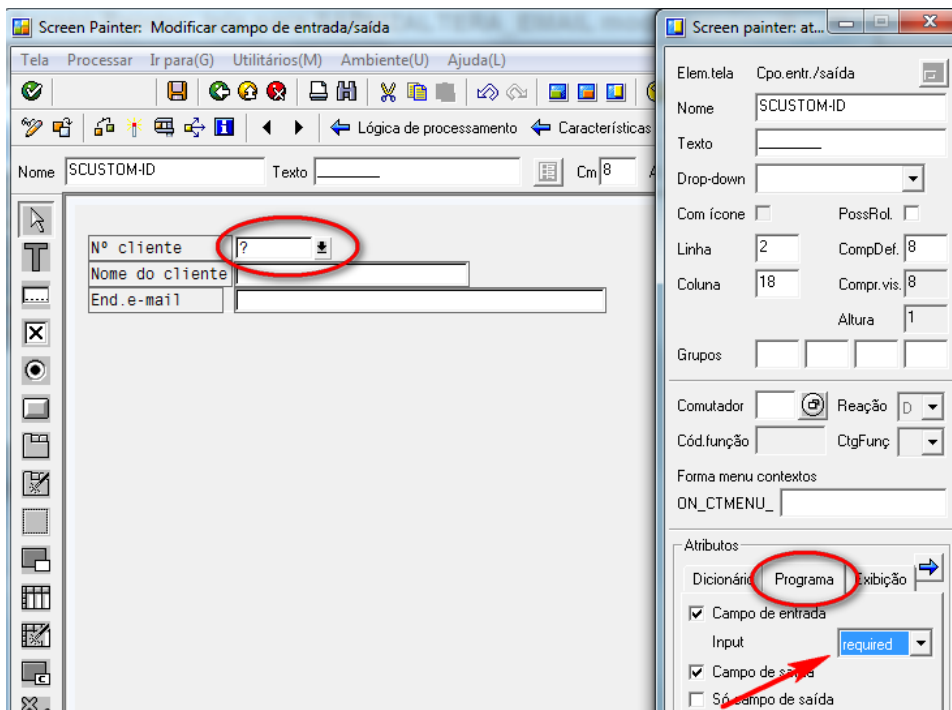 Screen Painter: Modificar campo de entrada/saída
Tela Processar Ir para(G) Utilitários(M) Ambiente(U) Ajuda(L)
Lógica de processamento Características
Nome SCUSTOM-ID Texto ________ Cm 8
Nº cliente ?
Nome do cliente
End.e-mail
Screen painter: at...
Elem.tela Cpo.entr./saída
Nome SCUSTOM-ID
Texto ________
Drop-down
Com ícone PossRol.
Linha 2 CompDef. 8
Coluna 18 Compr.vis. 8
Altura 1
Grupos
Comutador Reação D
Cód.função CtgFunç
Forma menu contextos
ON_CTMENU_
Atributos
Dicionário Programa Exibição
Campo de entrada
Input required
Campo de saída
Só campo de saída